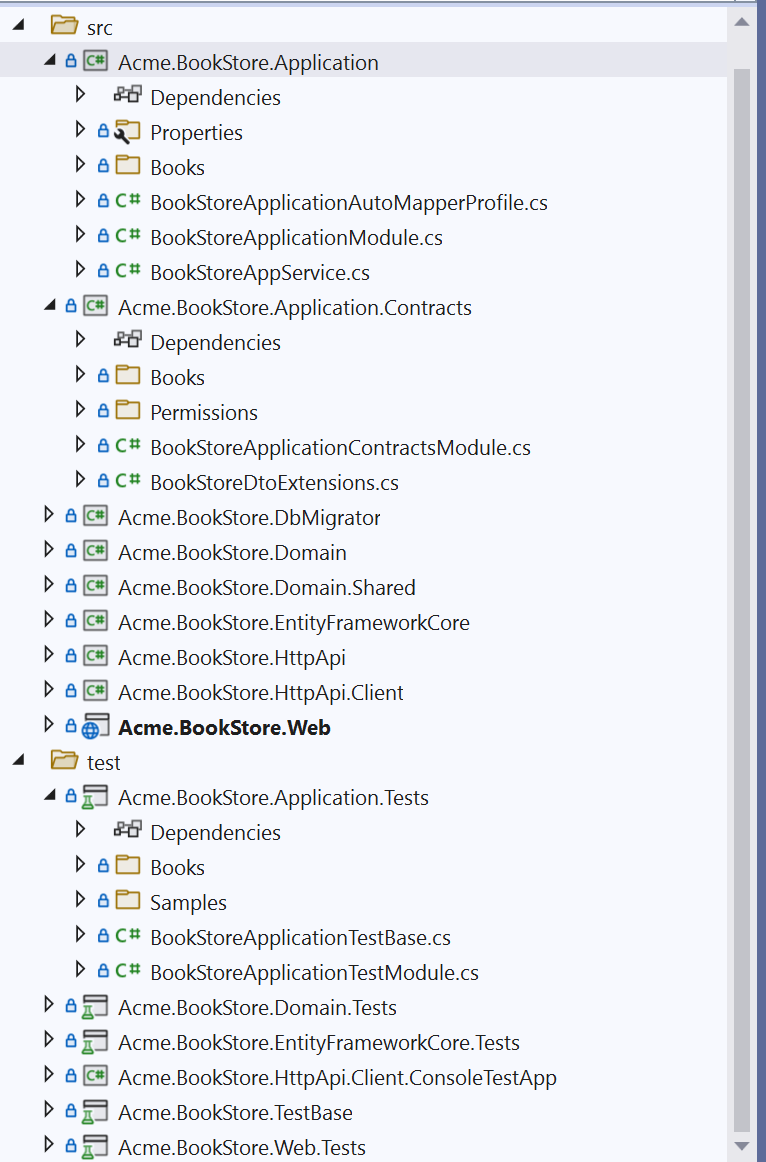 src
C# Acme.BookStore.Application
Dependencies
Properties
Books
C# BookStoreApplicationAutoMapperProfile.cs
C# BookStoreApplicationModule.cs
C# BookStoreAppService.cs
C# Acme.BookStore.Application.Contracts
Dependencies
Books
Permissions
C# BookStoreApplicationContractsModule.cs
C# BookStoreDtoExtensions.cs
C# Acme.BookStore.DbMigrator
C# Acme.BookStore.Domain
C# Acme.BookStore.Domain.Shared
C# Acme.BookStore.EntityFrameworkCore
C# Acme.BookStore.HttpApi
C# Acme.BookStore.HttpApi.Client
Acme.BookStore.Web
test
Acme.BookStore.Application.Tests
Dependencies
Books
Samples
C# BookStoreApplicationTestBase.cs
C# BookStoreApplicationTestModule.cs
Acme.BookStore.Domain.Tests
Acme.BookStore.EntityFrameworkCore.Tests
C# Acme.BookStore.HttpApi.Client.ConsoleTestApp
Acme.BookStore.TestBase
Acme.BookStore.Web.Tests